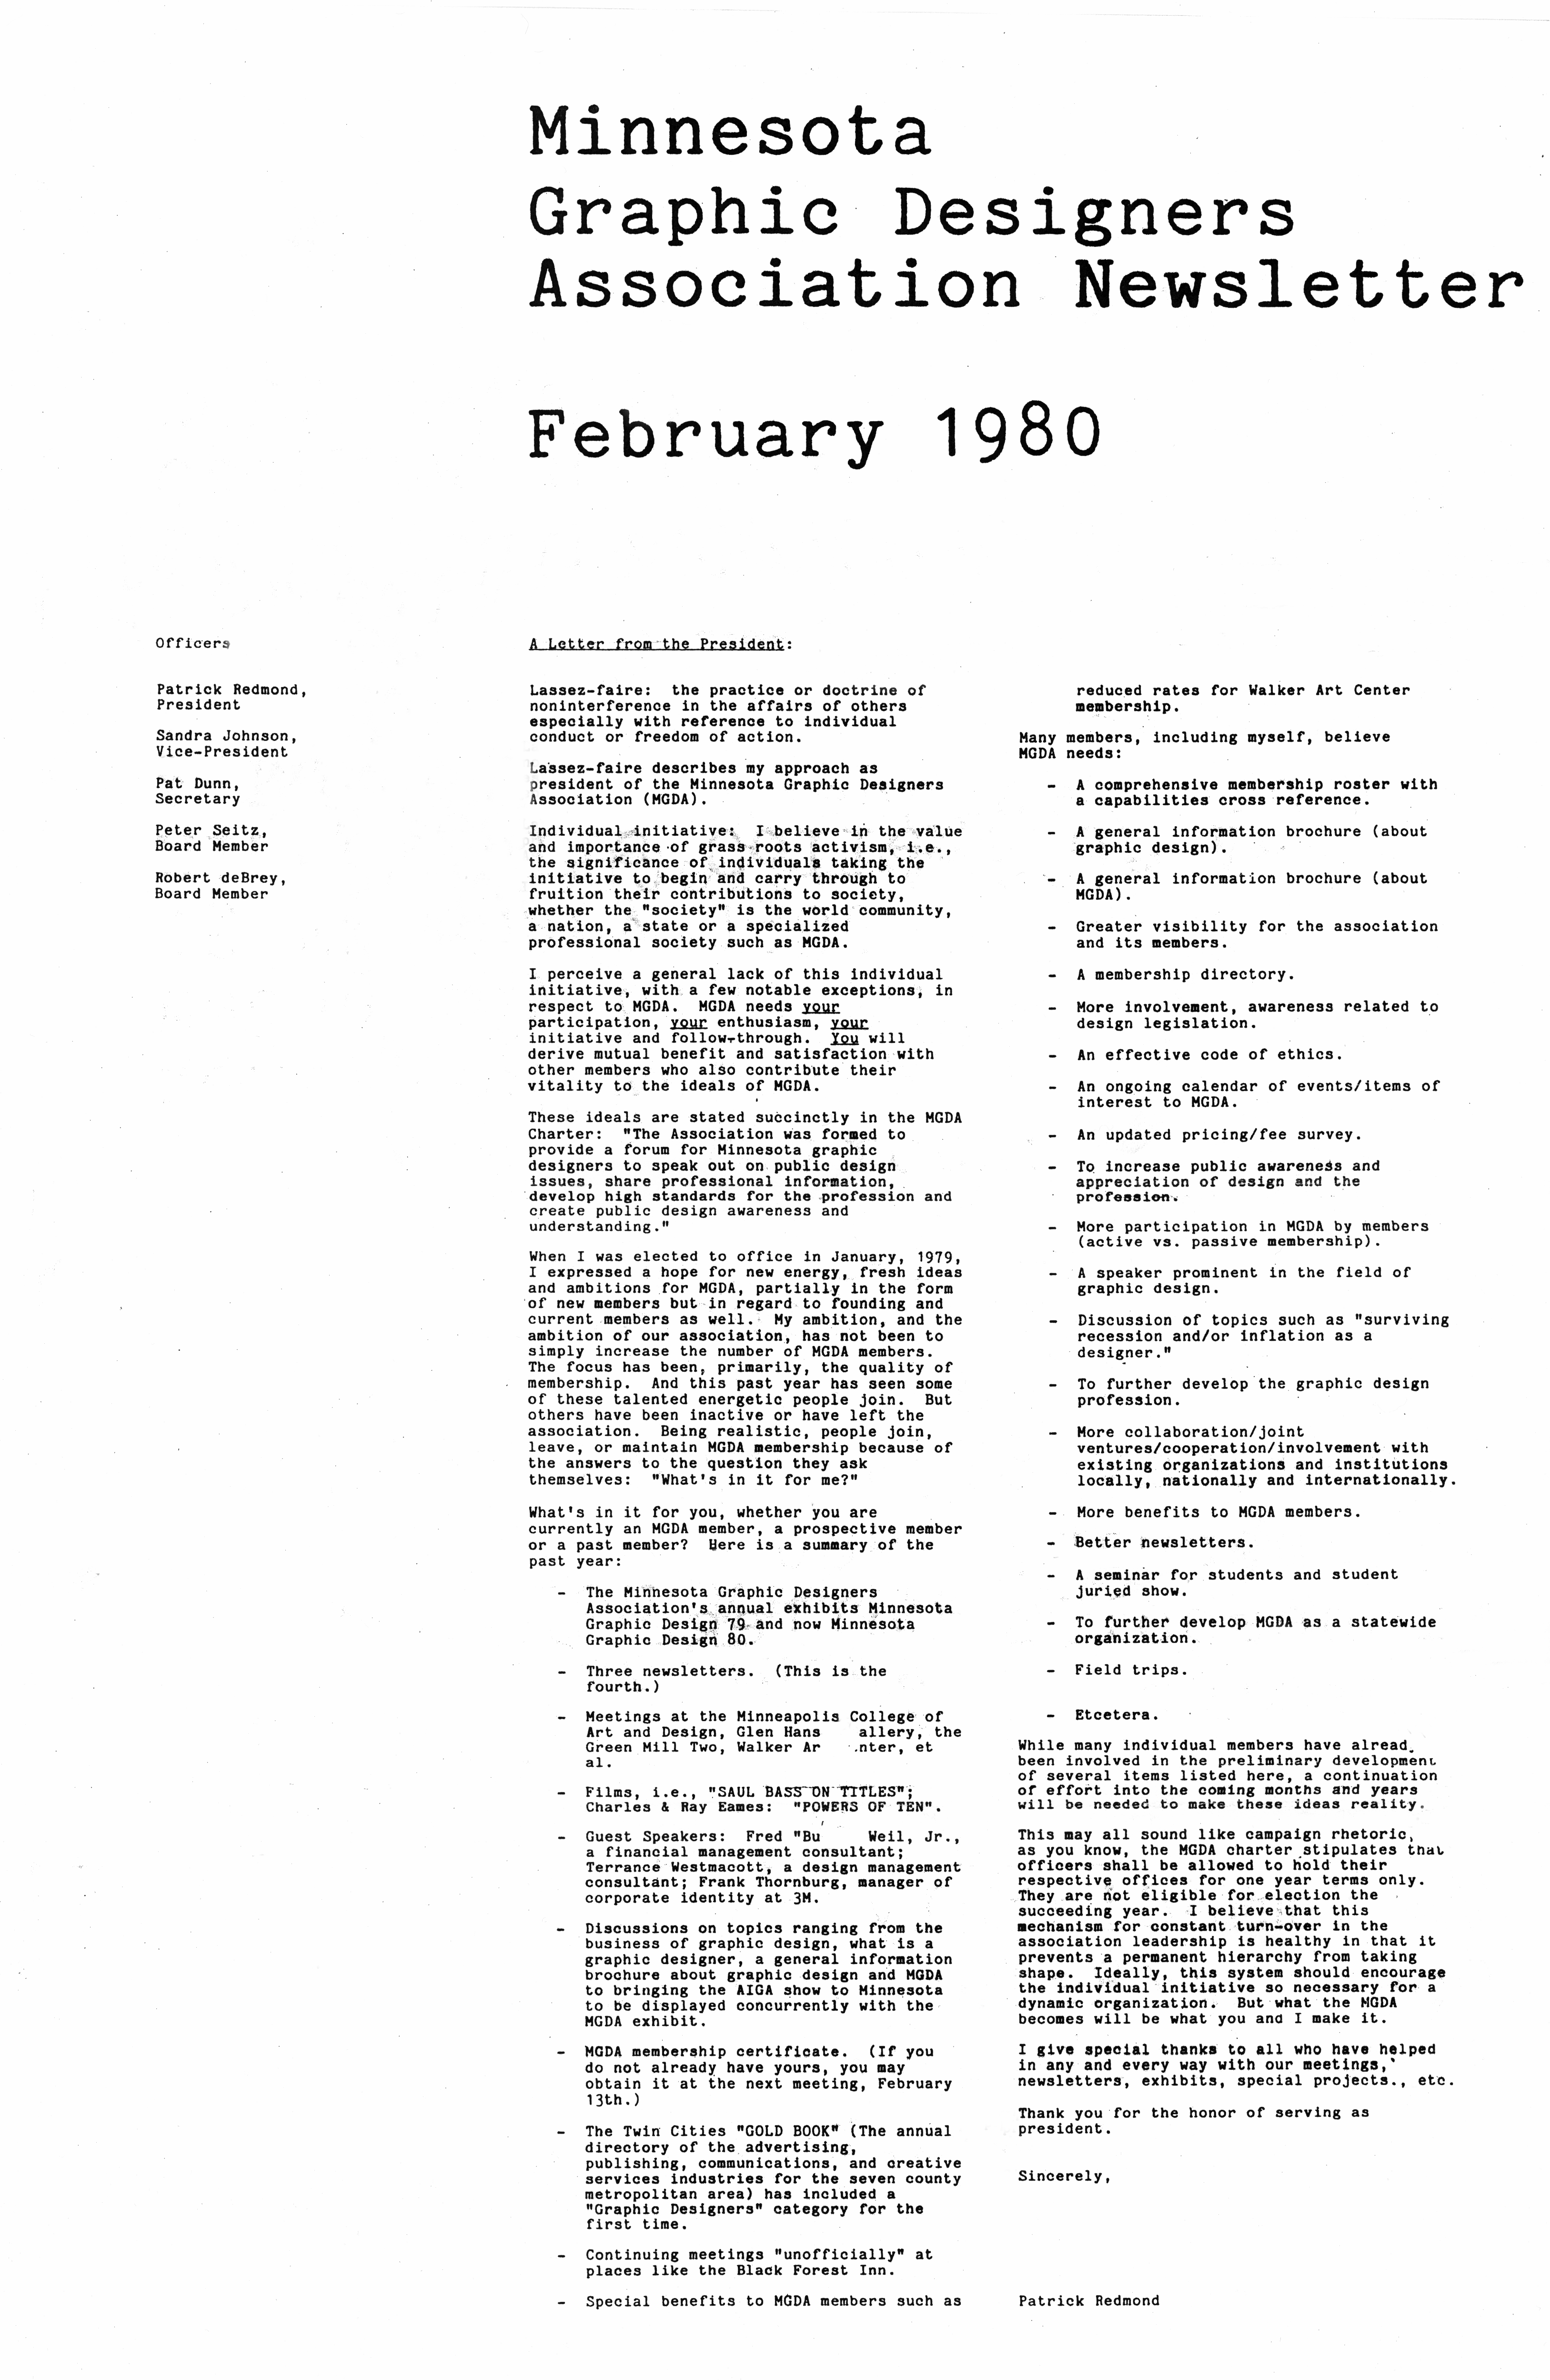 Minnesota
Graphic Designers
Association Newsletter
February 1980
Officers
Patrick Redmond,
President
Sandra Johnson,
Vice-President
Pat Dunn,
Secretary
Peter Seitz,
Board Member
Robert deBrey,
Board Member
A Letter from the President:
Lassez-faire: the practice or doctrine of
noninterference in the affairs of others
especially with reference to individual
conduct or freedom of action.
Lassez-faire describes my approach as
president of the Minnesota Graphic Designers
Association (MGDA).
Individual initiative: I believe in the value
and importance of grass roots activism, i.e.,
the significance of individuals taking the
initiative to begin and carry through to
fruition their contributions to society,
whether the "society" is the world community,
a nation, a state or a specialized
professional society such as MGDA.
I perceive a general lack of this individual
initiative, with a few notable exceptions, in
respect to MGDA. MGDA needs your
participation, your enthusiasm, your
initiative and follow-through. You will
derive mutual benefit and satisfaction with
other members who also contribute their
vitality to the ideals of MGDA.
These ideals are stated succinctly in the MGDA
Charter: "The Association was formed to
provide a forum for Minnesota graphic
designers to speak out on public design
issues, share professional information,
develop high standards for the profession and
create public design awareness and
understanding."
When I was elected to office in January, 1979,
I expressed a hope for new energy, fresh ideas
and ambitions for MGDA, partially in the form
of new members but in regard to founding and
current members as well. My ambition, and the
ambition of our association, has not been to
simply increase the number of MGDA members.
The focus has been, primarily, the quality of
membership. And this past year has seen some
of these talented energetic people join. But
others have been inactive or have left the
association. Being realistic, people join,
leave, or maintain MGDA membership because of
the answers to the question they ask
themselves: "What's in it for me?"
What's in it for you, whether you are
currently an MGDA member, a prospective member
or a past member? Here is a summary of the
past year:
- The Minnesota Graphic Designers
Association's annual exhibits Minnesota
Graphic Design 79 and now Minnesota
Graphic Design 80.
- Three newsletters. (This is the
fourth.)
- Meetings at the Minneapolis College of
Art and Design, Glen Hans allery, the
Green Mill Two, Walker Ar nter, et
al.
- Films, i.e., "SAUL BASS ON TITLES";
Charles & Ray Eames: "POWERS OF TEN".
- Guest Speakers: Fred "Bu Weil, Jr.,
a financial management consultant;
Terrance Westmacott, a design management
consultant; Frank Thornburg, manager of
corporate identity at 3M.
- Discussions on topics ranging from the
business of graphic design, what is a
graphic designer, a general information
brochure about graphic design and MGDA
to bringing the AIGA show to Minnesota
to be displayed concurrently with the
MGDA exhibit.
- MGDA membership certificate. (If you
do not already have yours, you may
obtain it at the next meeting, February
13th.)
- The Twin Cities "GOLD BOOK" (The annual
directory of the advertising,
publishing, communications, and creative
services industries for the seven county
metropolitan area) has included a
"Graphic Designers" category for the
first time.
- Continuing meetings "unofficially" at
places like the Black Forest Inn.
- Special benefits to MGDA members such as
reduced rates for Walker Art Center
membership.
Many members, including myself, believe
MGDA needs:
- A comprehensive membership roster with
a capabilities cross reference.
- A general information brochure (about
graphic design).
- A general information brochure (about
MGDA).
- Greater visibility for the association
and its members.
- A membership directory.
- More involvement, awareness related to
design legislation.
- An effective code of ethics.
- An ongoing calendar of events/items of
interest to MGDA.
- An updated pricing/fee survey.
- To increase public awareness and
appreciation of design and the
profession.
- More participation in MGDA by members
(active vs. passive membership).
- A speaker prominent in the field of
graphic design.
- Discussion of topics such as "surviving
recession and/or inflation as a
designer."
- To further develop the graphic design
profession.
- More collaboration/joint
ventures/cooperation/involvement with
existing organizations and institutions
locally, nationally and internationally.
- More benefits to MGDA members.
- Better newsletters.
- A seminar for students and student
juried show.
- To further develop MGDA as a statewide
organization.
- Field trips.
- Etcetera.
While many individual members have alread
been involved in the preliminary development
of several items listed here, a continuation
of effort into the coming months and years
will be needed to make these ideas reality.
This may all sound like campaign rhetoric,
as you know, the MGDA charter stipulates that
officers shall be allowed to hold their
respective offices for one year terms only.
They are not eligible for election the
succeeding year. I believe that this
mechanism for constant turn-over in the
association leadership is healthy in that it
prevents a permanent hierarchy from taking
shape. Ideally, this system should encourage
the individual initiative so necessary for a
dynamic organization. But what the MGDA
becomes will be what you and I make it.
I give special thanks to all who have helped
in any and every way with our meetings,
newsletters, exhibits, special projects., etc.
Thank you for the honor of serving as
president.
Sincerely,
Patrick Redmond